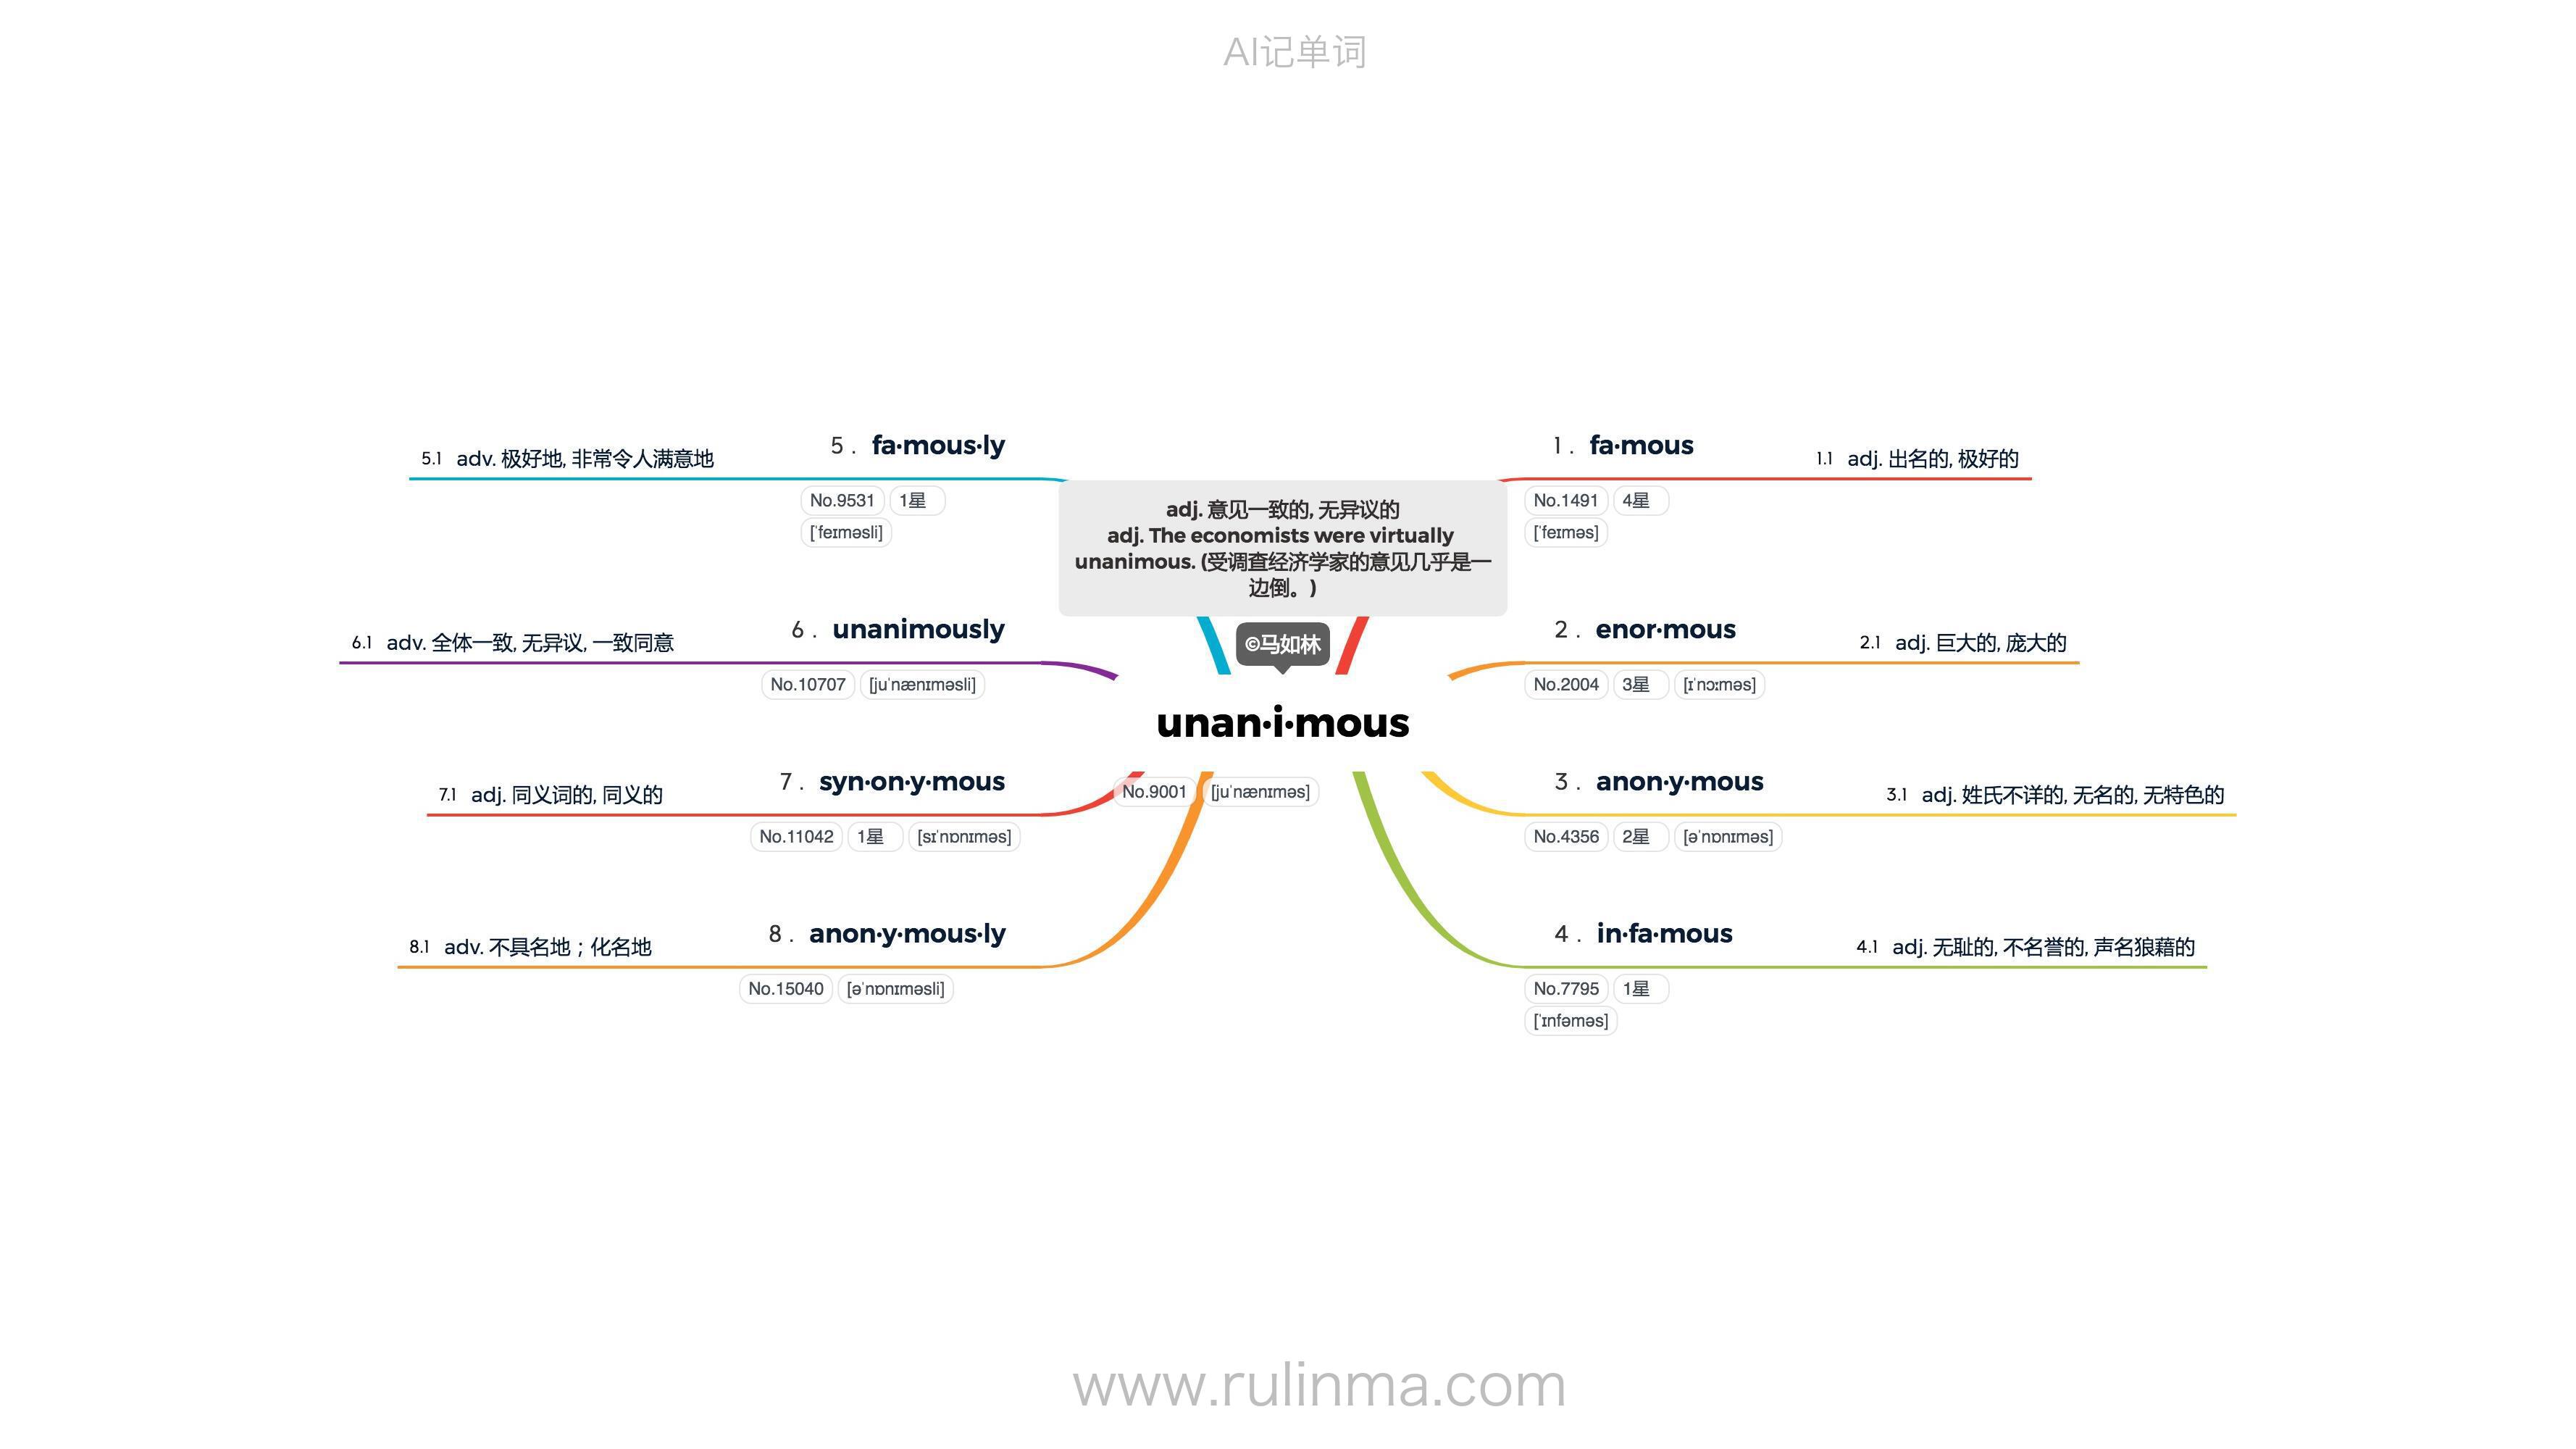 AI记单词
adj. 意见一致的, 无异议的
adj. The economists were virtually
unanimous. (受调查经济学家的意见几乎是一
边倒。)
©马如林
unan·i·mous
No.9001 [juˈnænɪməs]
1 . fa·mous
1.1 adj. 出名的, 极好的
No.1491 4星
[ˈfeɪməs]
2 . enor·mous
2.1 adj. 巨大的, 庞大的
No.2004 3星 [ɪˈnɔːməs]
3 . anon·y·mous
3.1 adj. 姓氏不详的, 无名的, 无特色的
No.4356 2星 [əˈnɒnɪməs]
4 . in·fa·mous
4.1 adj. 无耻的, 不名誉的, 声名狼藉的
No.7795 1星
[ˈɪnfəməs]
5 . fa·mous·ly
5.1 adv. 极好地, 非常令人满意地
No.9531 1星
[ˈfeɪməsli]
6 . unanimously
6.1 adv. 全体一致, 无异议, 一致同意
No.10707 [juˈnænɪməsli]
7 . syn·on·y·mous
7.1 adj. 同义词的, 同义的
No.11042 1星 [sɪˈnɒnɪməs]
8 . anon·y·mous·ly
8.1 adv. 不具名地；化名地
No.15040 [əˈnɒnɪməsli]
www.rulinma.com